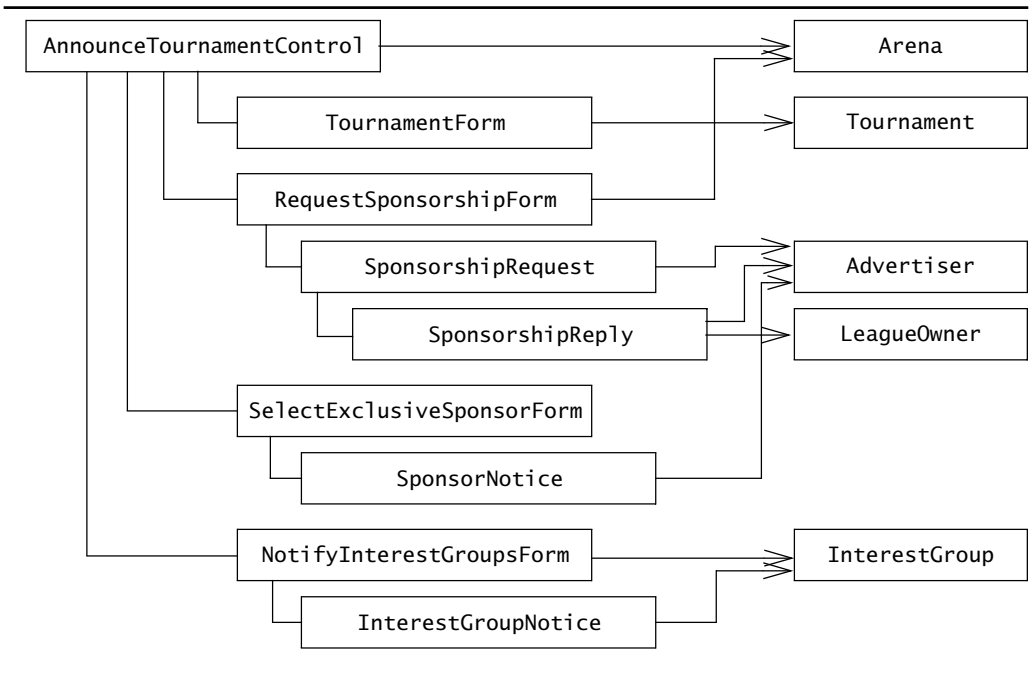 AnnounceTournamentControl
Arena
TournamentForm
Tournament
RequestSponsorshipForm
SponsorshipRequest
Advertiser
SponsorshipReply
LeagueOwner
SelectExclusiveSponsorForm
SponsorNotice
NotifyInterestGroupsForm
InterestGroup
InterestGroupNotice